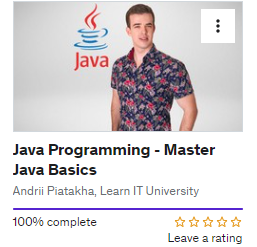 Java
Java Programming - Master
Java Basics
Andrii Piatakha, Learn IT University
100% complete
Leave a rating